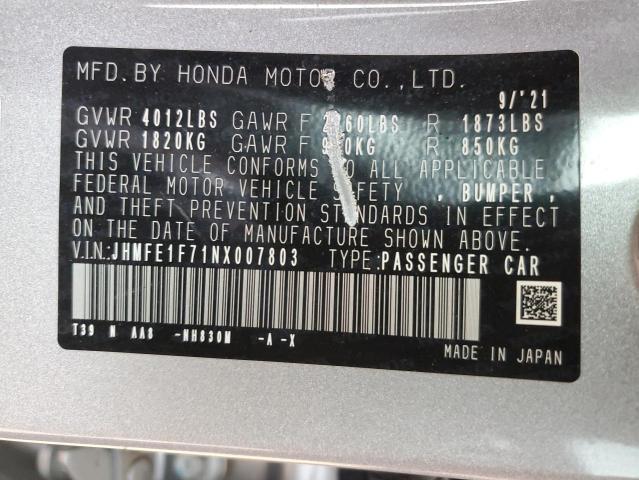 MFD.BY HONDA MOTOR CO.,LTD.
9/'21
GVWR 4012LBS GAWR F R 1873LBS
GVWR 1820KG GAWR F R 850KG
THIS VEHICLE CONFORMS TO ALL APPLICABLE
FEDERAL MOTOR VEHICLE SAFETY , BUMPER ,
AND THEFT PREVENTION STANDARDS IN EFFECT
ON THE DATE OF MANUFACTURE SHOWN ABOVE.
V.I.N.:JHMFE1F71NX007803 TYPE:PASSENGER CAR
T39 N AA8 -NH830M -A -X
MADE IN JAPAN